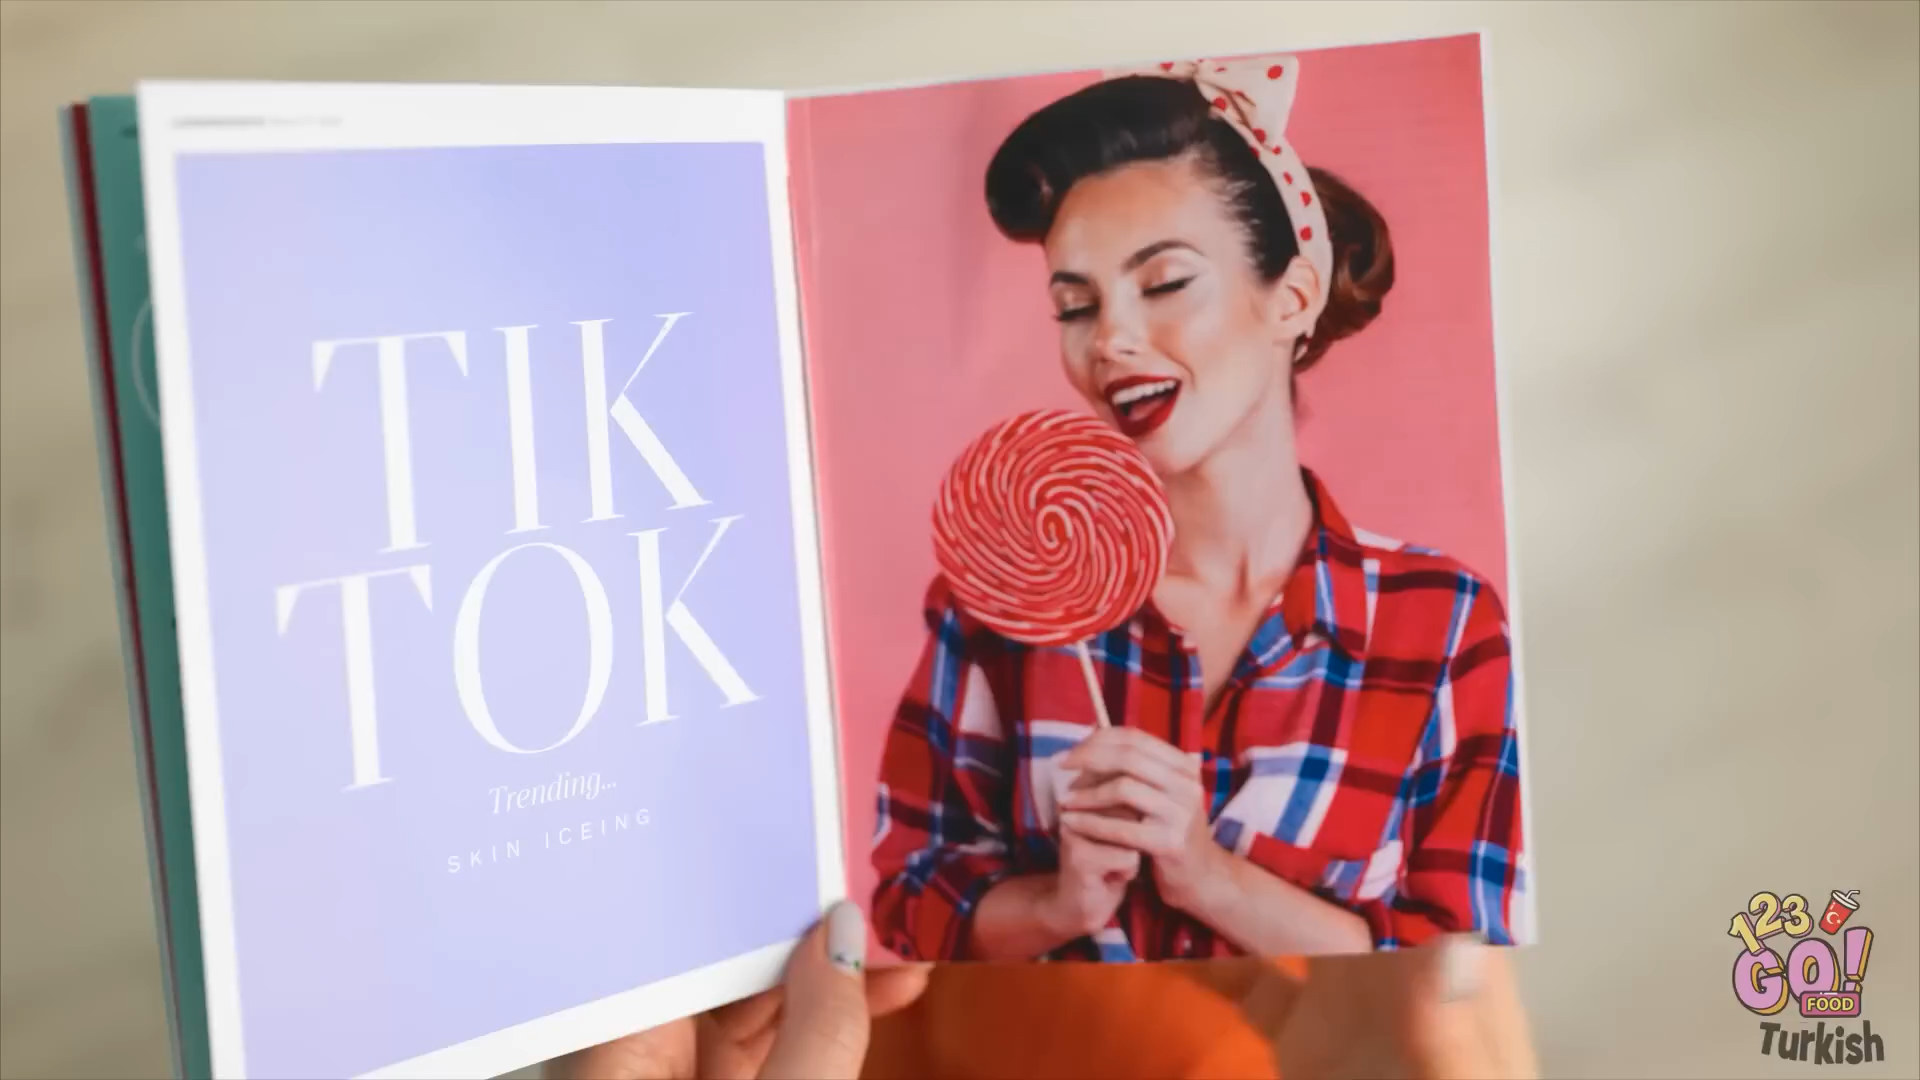 TIK
TOK
Trending...
SKIN ICEING
123
GO!
FOOD
Turkish